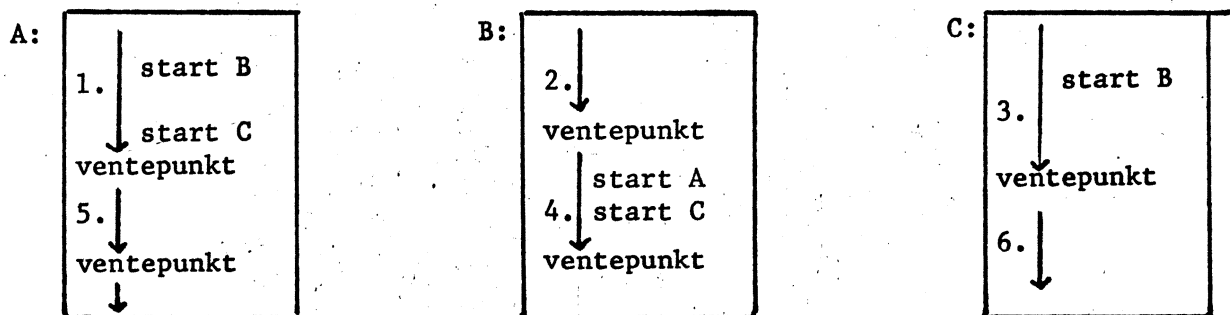 A:
1. start B
start C
ventepunkt
5.
ventepunkt
B:
2.
ventepunkt
start A
4. start C
ventepunkt
C:
start B
3.
ventepunkt
6.